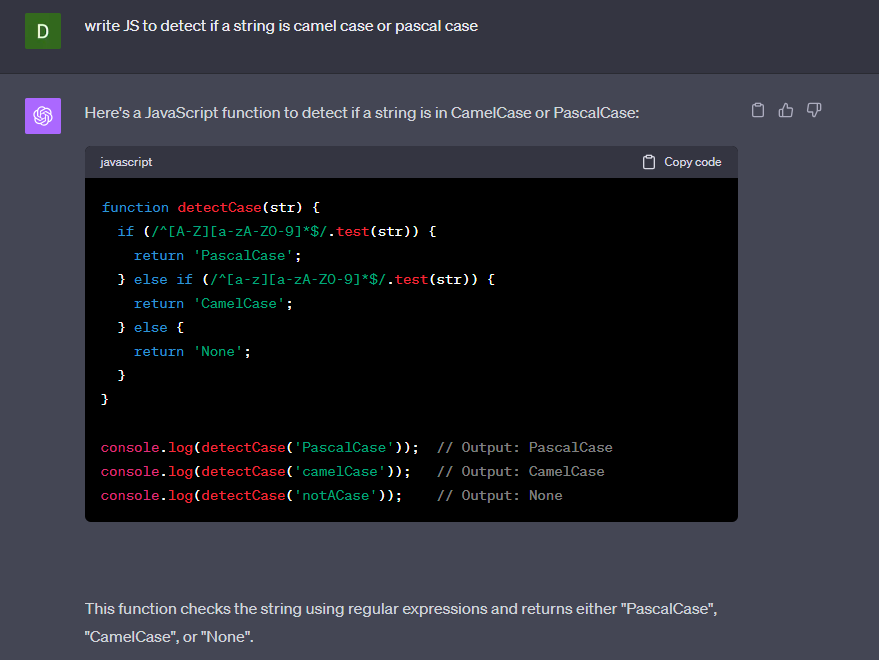 D
write JS to detect if a string is camel case or pascal case
Here's a JavaScript function to detect if a string is in CamelCase or PascalCase:
javascript
Copy code
function detectCase(str) {
  if (/^[A-Z][a-zA-Z0-9]*$/.test(str)) {
    return 'PascalCase';
  } else if (/^[a-z][a-zA-Z0-9]*$/.test(str)) {
    return 'CamelCase';
  } else {
    return 'None';
  }
}
console.log(detectCase('PascalCase'));  // Output: PascalCase
console.log(detectCase('camelCase'));   // Output: CamelCase
console.log(detectCase('notACase'));    // Output: None
This function checks the string using regular expressions and returns either "PascalCase",
"CamelCase", or "None".